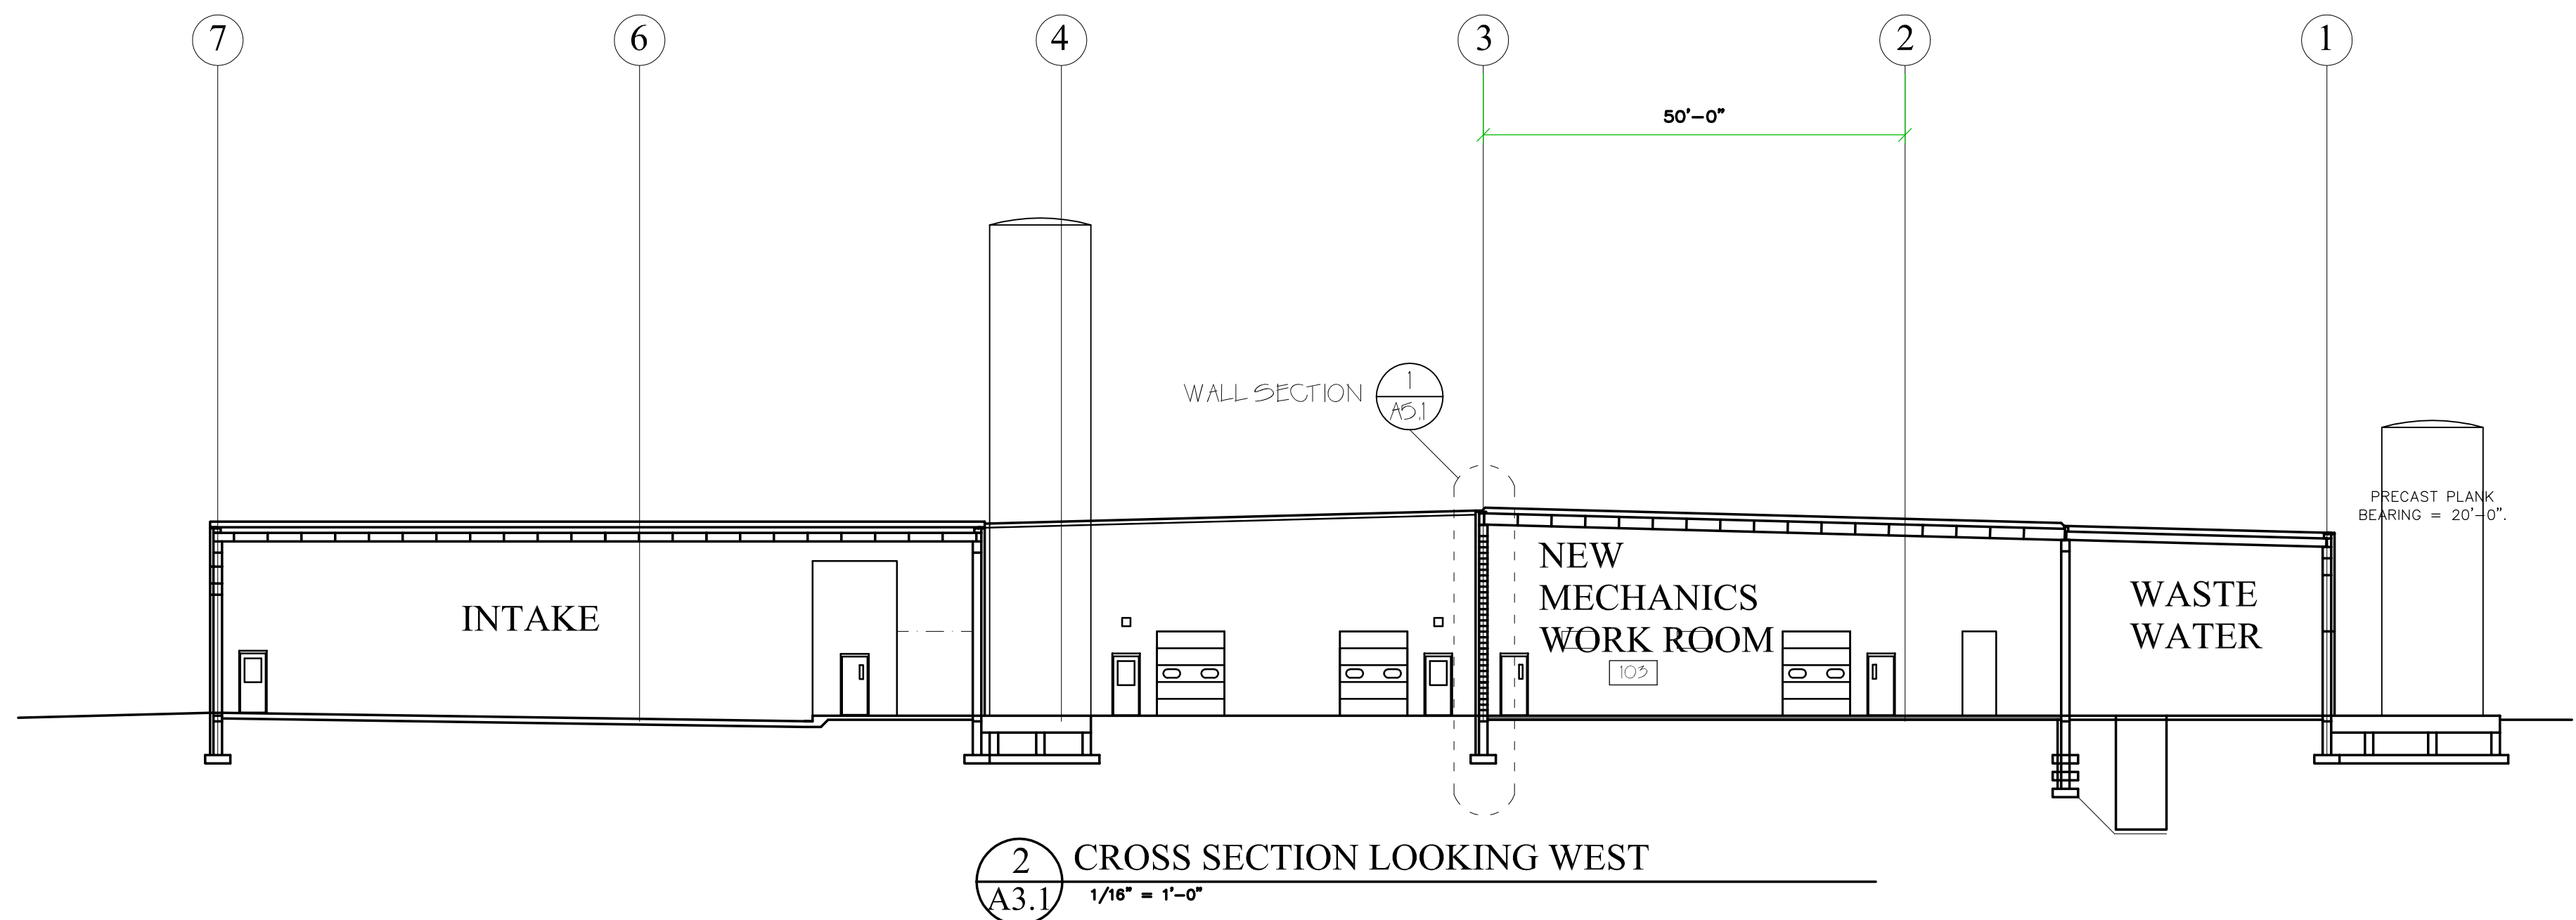 7
6
4
3
2
1
50'-0"
WALL SECTION
1
A5.1
PRECAST PLANK
BEARING = 20'-0".
INTAKE
NEW
MECHANICS
WORK ROOM
103
WASTE
WATER
2
A3.1
CROSS SECTION LOOKING WEST
1/16" = 1'-0"